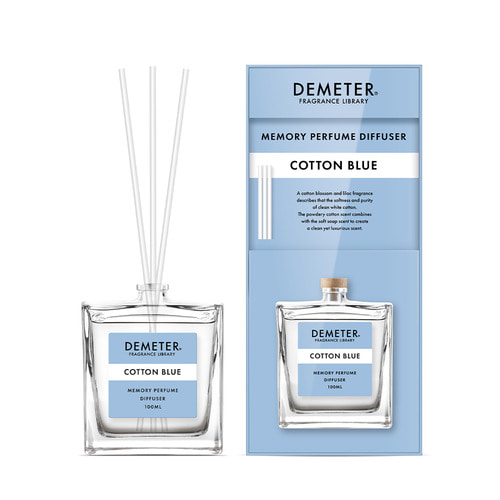 DEMETER®
FRAGRANCE LIBRARY
COTTON BLUE
MEMORY PERFUME
DIFFUSER
100ML
DEMETER®
FRAGRANCE LIBRARY
MEMORY PERFUME DIFFUSER
COTTON BLUE
A cotton blossom and lilac fragrance
describes that the softness and purity
of clean white cotton.
The powdery cotton scent combines
with the soft soap scent to create
a clean yet luxurious scent.
DEMETER®
FRAGRANCE LIBRARY
COTTON BLUE
MEMORY PERFUME
DIFFUSER
100ML